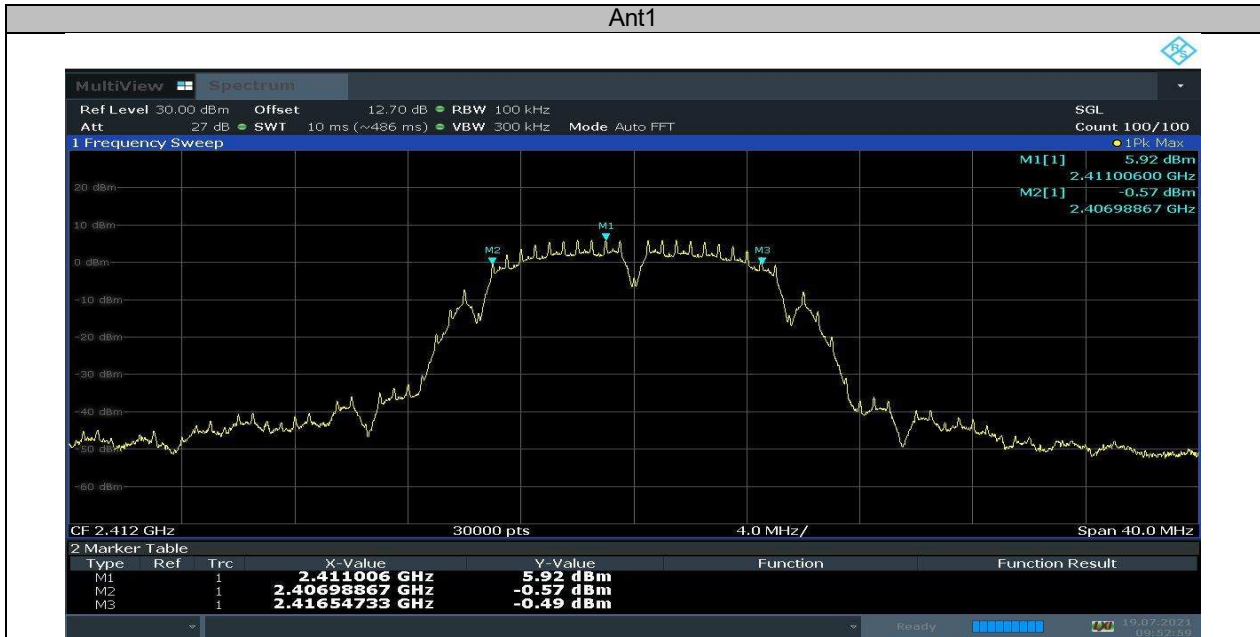 Ant1
R&S
MultiView Spectrum
Ref Level 30.00 dBm Offset 12.70 dB RBW 100 kHz SGL
Att 27 dB SWT 10 ms (~486 ms) VBW 300 kHz Mode Auto FFT Count 100/100
1 Frequency Sweep 1Pk Max
M1[1] 5.92 dBm
2.41100600 GHz
M2[1] -0.57 dBm
2.40698867 GHz
20 dBm
10 dBm
M1
M2
M3
0 dBm
-10 dBm
-20 dBm
-30 dBm
-40 dBm
-50 dBm
-60 dBm
CF 2.412 GHz 30000 pts 4.0 MHz/ Span 40.0 MHz
2 Marker Table
Type Ref Trc X-Value Y-Value Function Function Result
M1 1 2.411006 GHz 5.92 dBm
M2 1 2.40698867 GHz -0.57 dBm
M3 1 2.41654733 GHz -0.49 dBm
Ready 19.07.2021
09:52:59